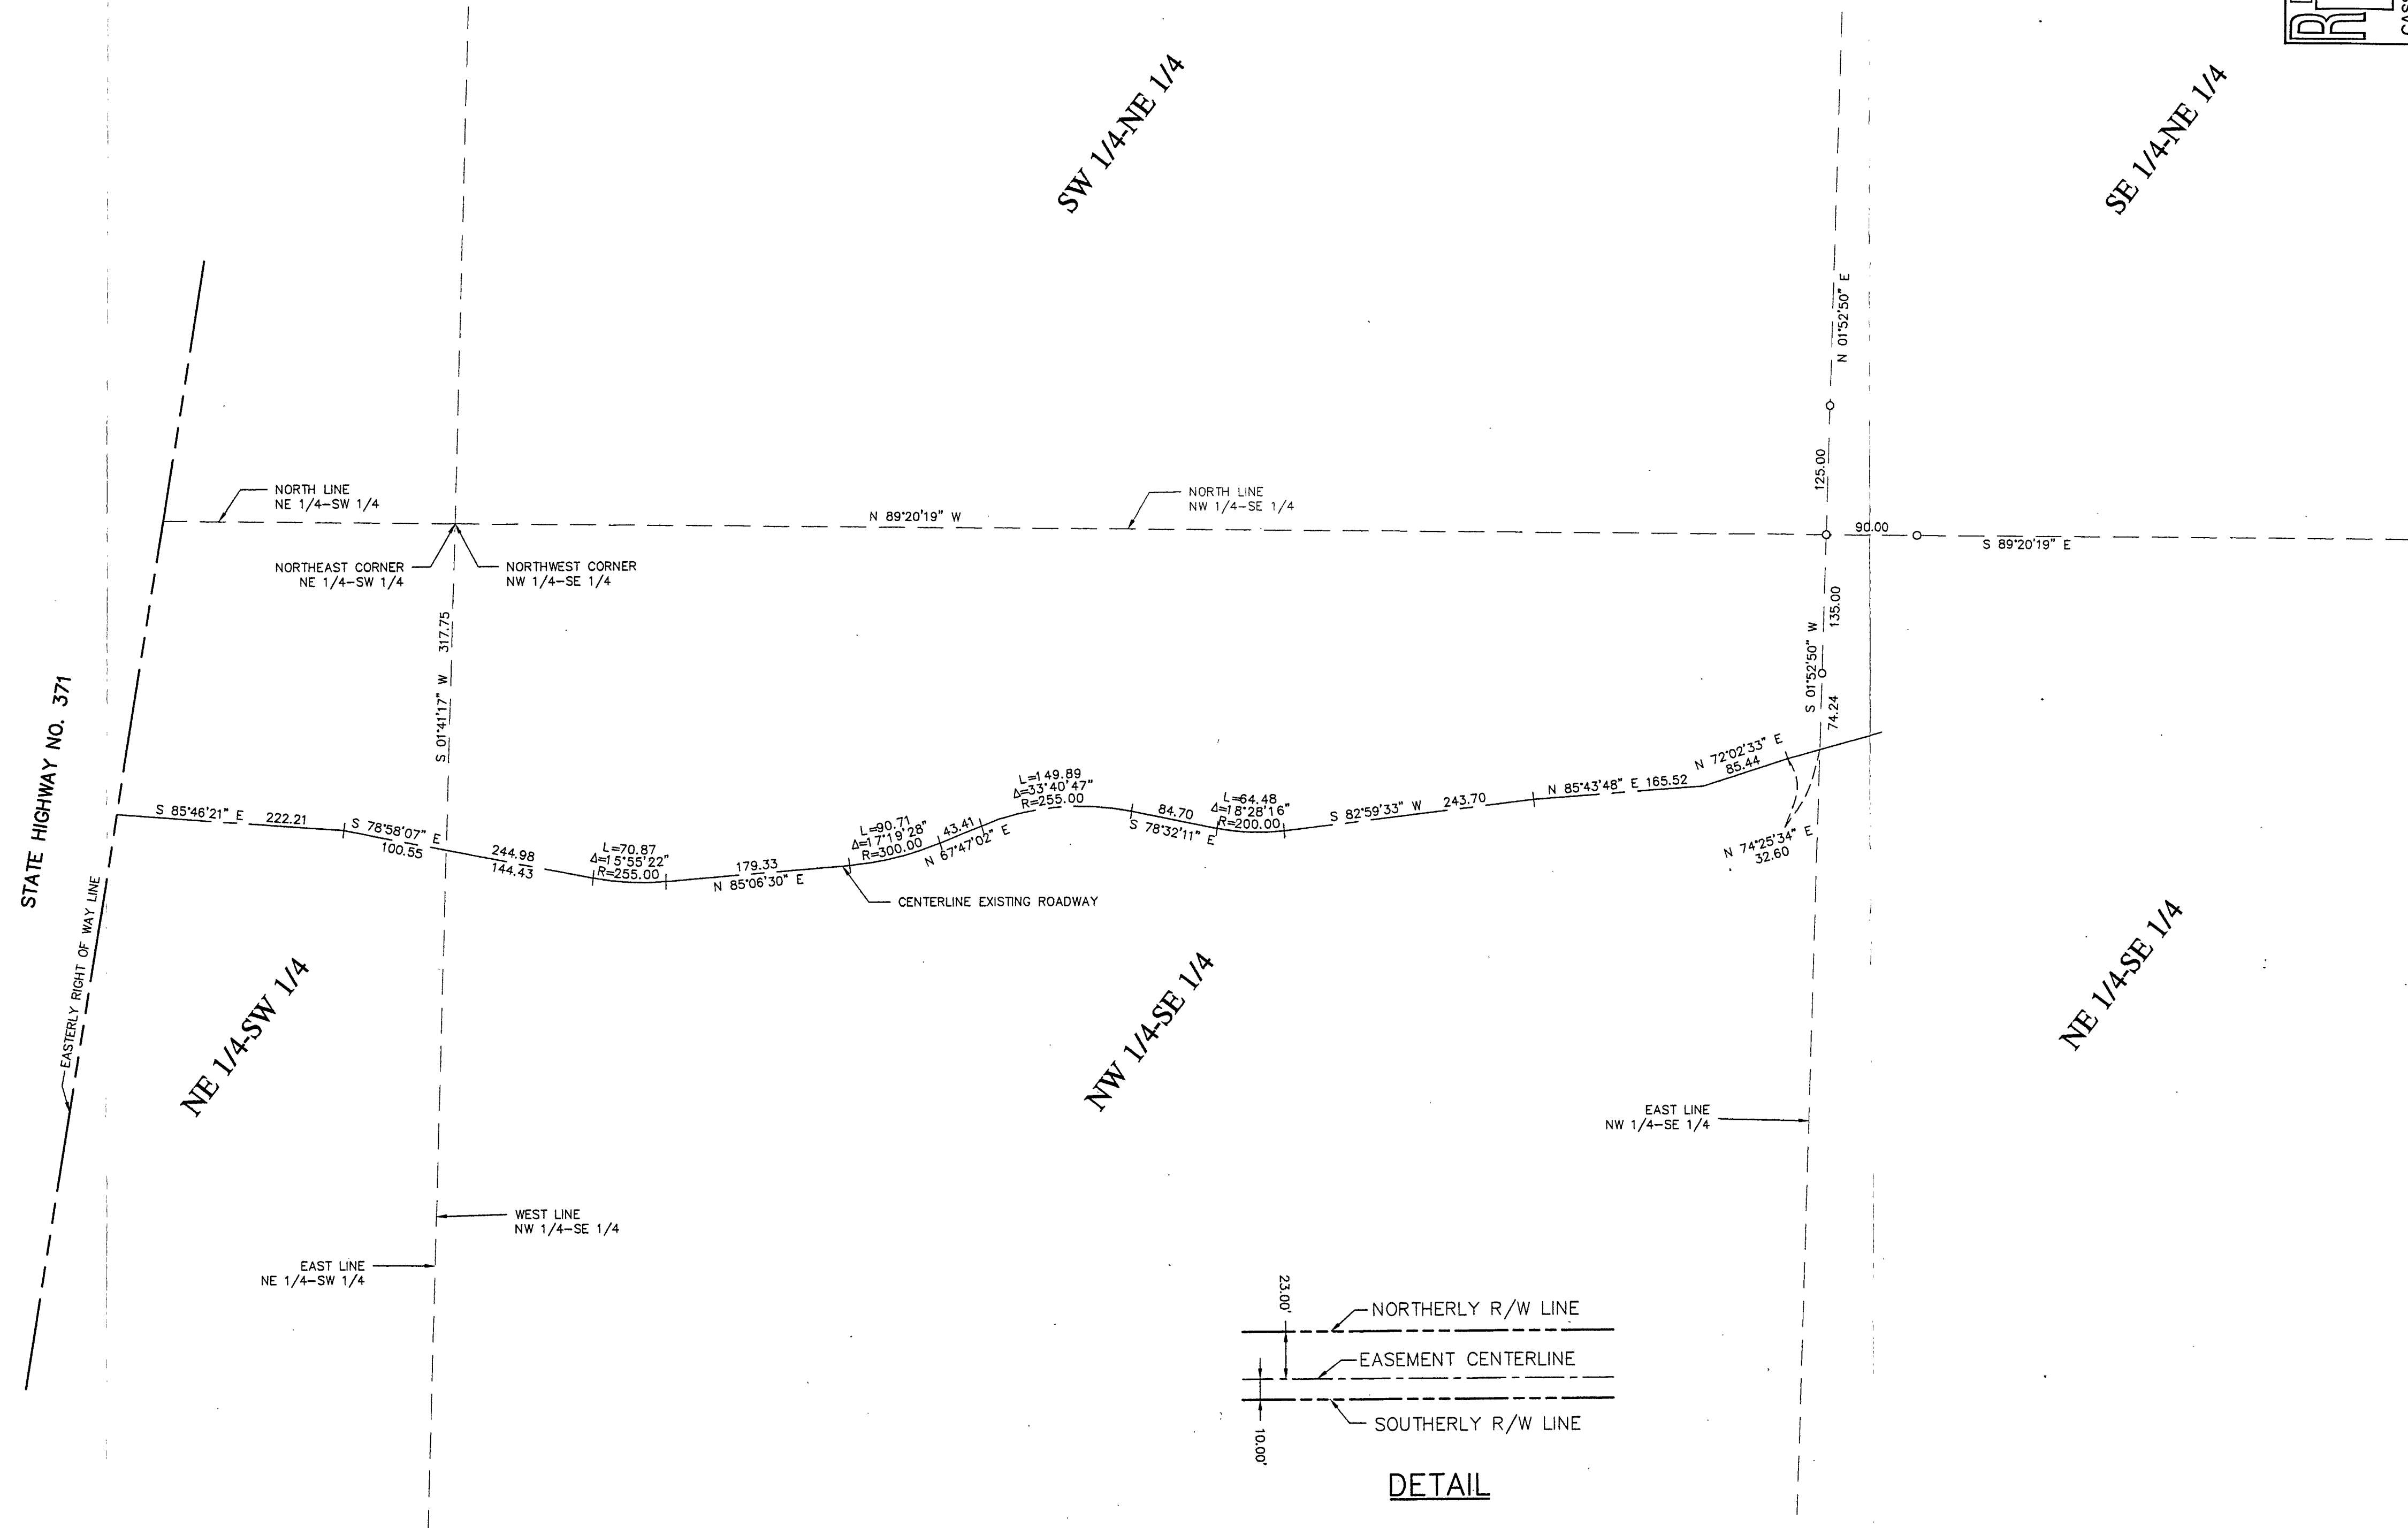 SW 1/4-NE 1/4
SE 1/4-NE 1/4
N 01°52'50" E
125.00
NORTH LINE
NE 1/4-SW 1/4
NORTH LINE
NW 1/4-SE 1/4
N 89°20'19" W
90.00
S 89°20'19" E
NORTHEAST CORNER
NE 1/4-SW 1/4
NORTHWEST CORNER
NW 1/4-SE 1/4
S 01°41'17" W 317.75
S 01°52'50" W
135.00
74.24
STATE HIGHWAY NO. 371
EASTERLY RIGHT OF WAY LINE
S 85°46'21" E 222.21
S 78°58'07" E
100.55
244.98
144.43
L=70.87
Δ=15°55'22"
R=255.00
179.33
N 85°06'30" E
L=90.71
Δ=17°19'28"
R=300.00
43.41
N 67°47'02" E
L=149.89
Δ=33°40'47"
R=255.00
84.70
S 78°32'11" E
L=64.48
Δ=18°28'16"
R=200.00
S 82°59'33" W 243.70
N 85°43'48" E 165.52
N 72°02'33" E
85.44
N 74°25'34" E
32.60
CENTERLINE EXISTING ROADWAY
NE 1/4-SW 1/4
NW 1/4-SE 1/4
NE 1/4-SE 1/4
EAST LINE
NW 1/4-SE 1/4
WEST LINE
NW 1/4-SE 1/4
EAST LINE
NE 1/4-SW 1/4
23.00'
NORTHERLY R/W LINE
EASEMENT CENTERLINE
SOUTHERLY R/W LINE
10.00'
DETAIL